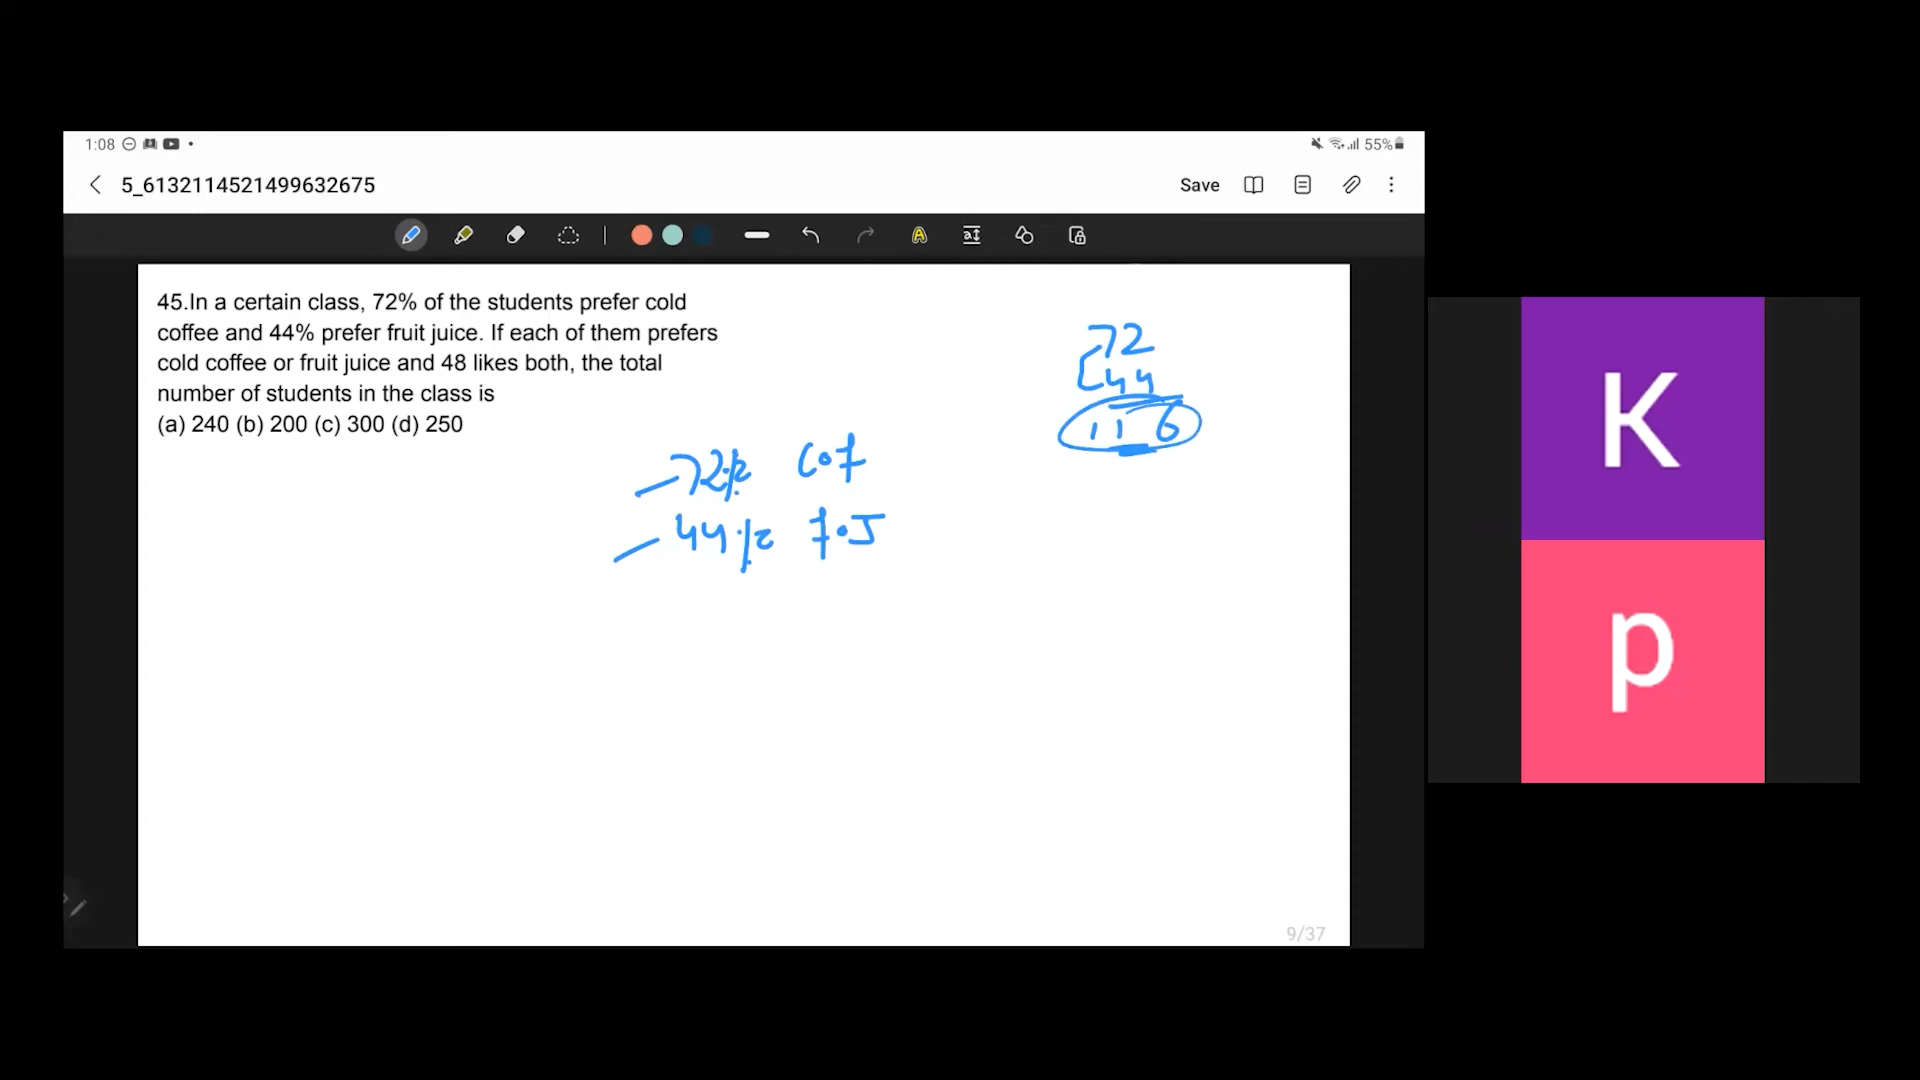 1:08
55%
5_6132114521499632675
Save
45.In a certain class, 72% of the students prefer cold
coffee and 44% prefer fruit juice. If each of them prefers
cold coffee or fruit juice and 48 likes both, the total
number of students in the class is
(a) 240 (b) 200 (c) 300 (d) 250
72
44
116
72% Cof
44% f.J
9/37
K
p